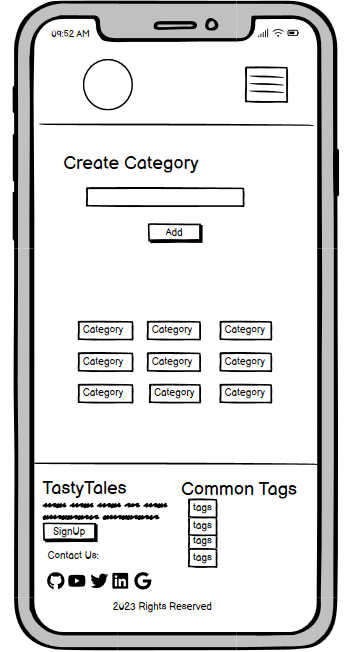 09:52 AM
Create Category
Add
Category Category Category
Category Category Category
Category Category Category
TastyTales
SignUp
Contact Us:
Common Tags
tags
tags
tags
tags
2023 Rights Reserved